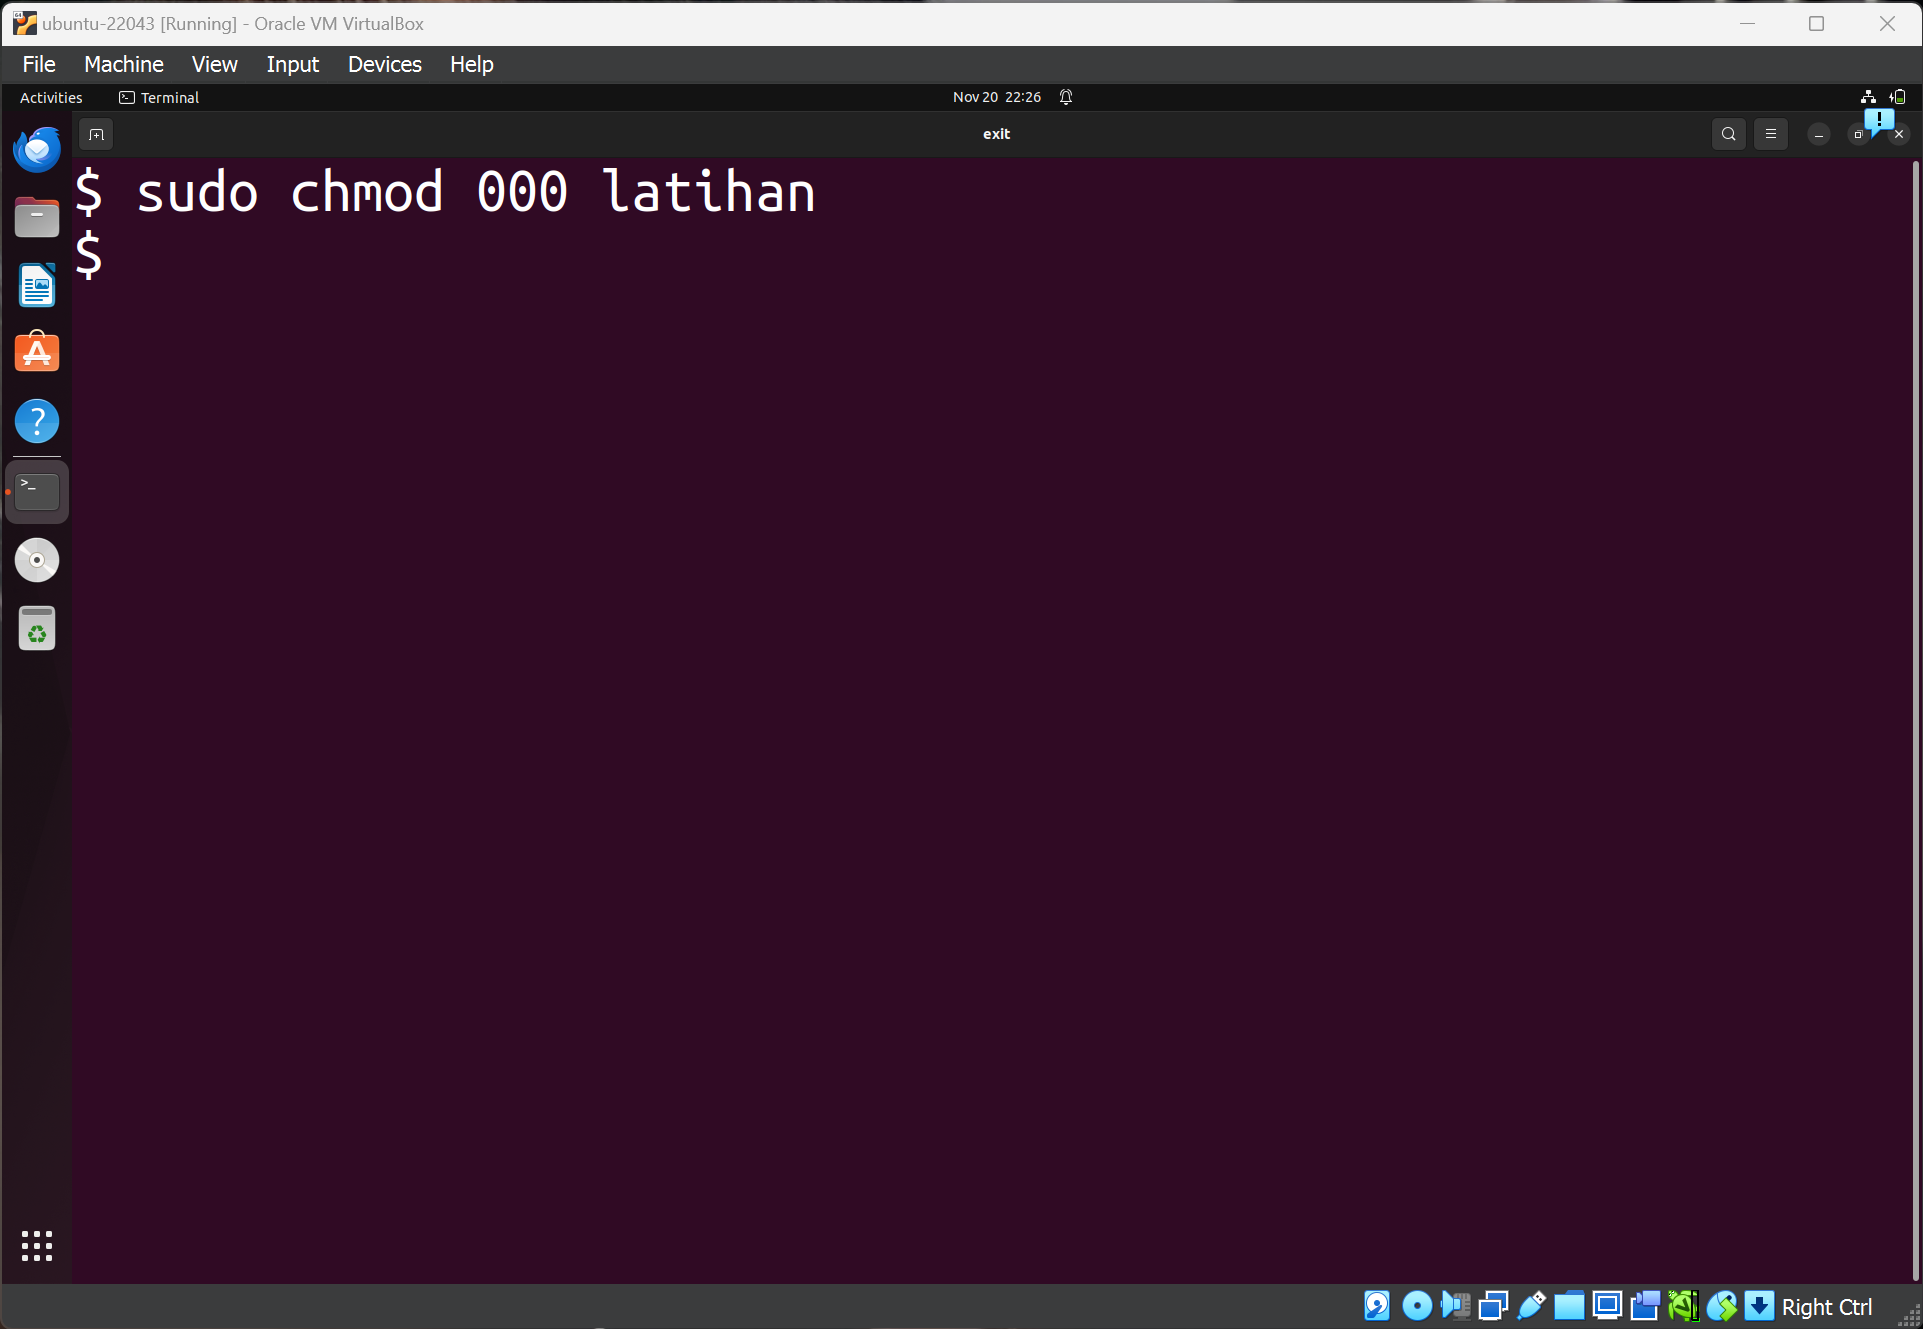 ubuntu-22043 [Running] - Oracle VM VirtualBox
File Machine View Input Devices Help
Activities Terminal Nov 20 22:26
exit
$ sudo chmod 000 latihan
$
Right Ctrl